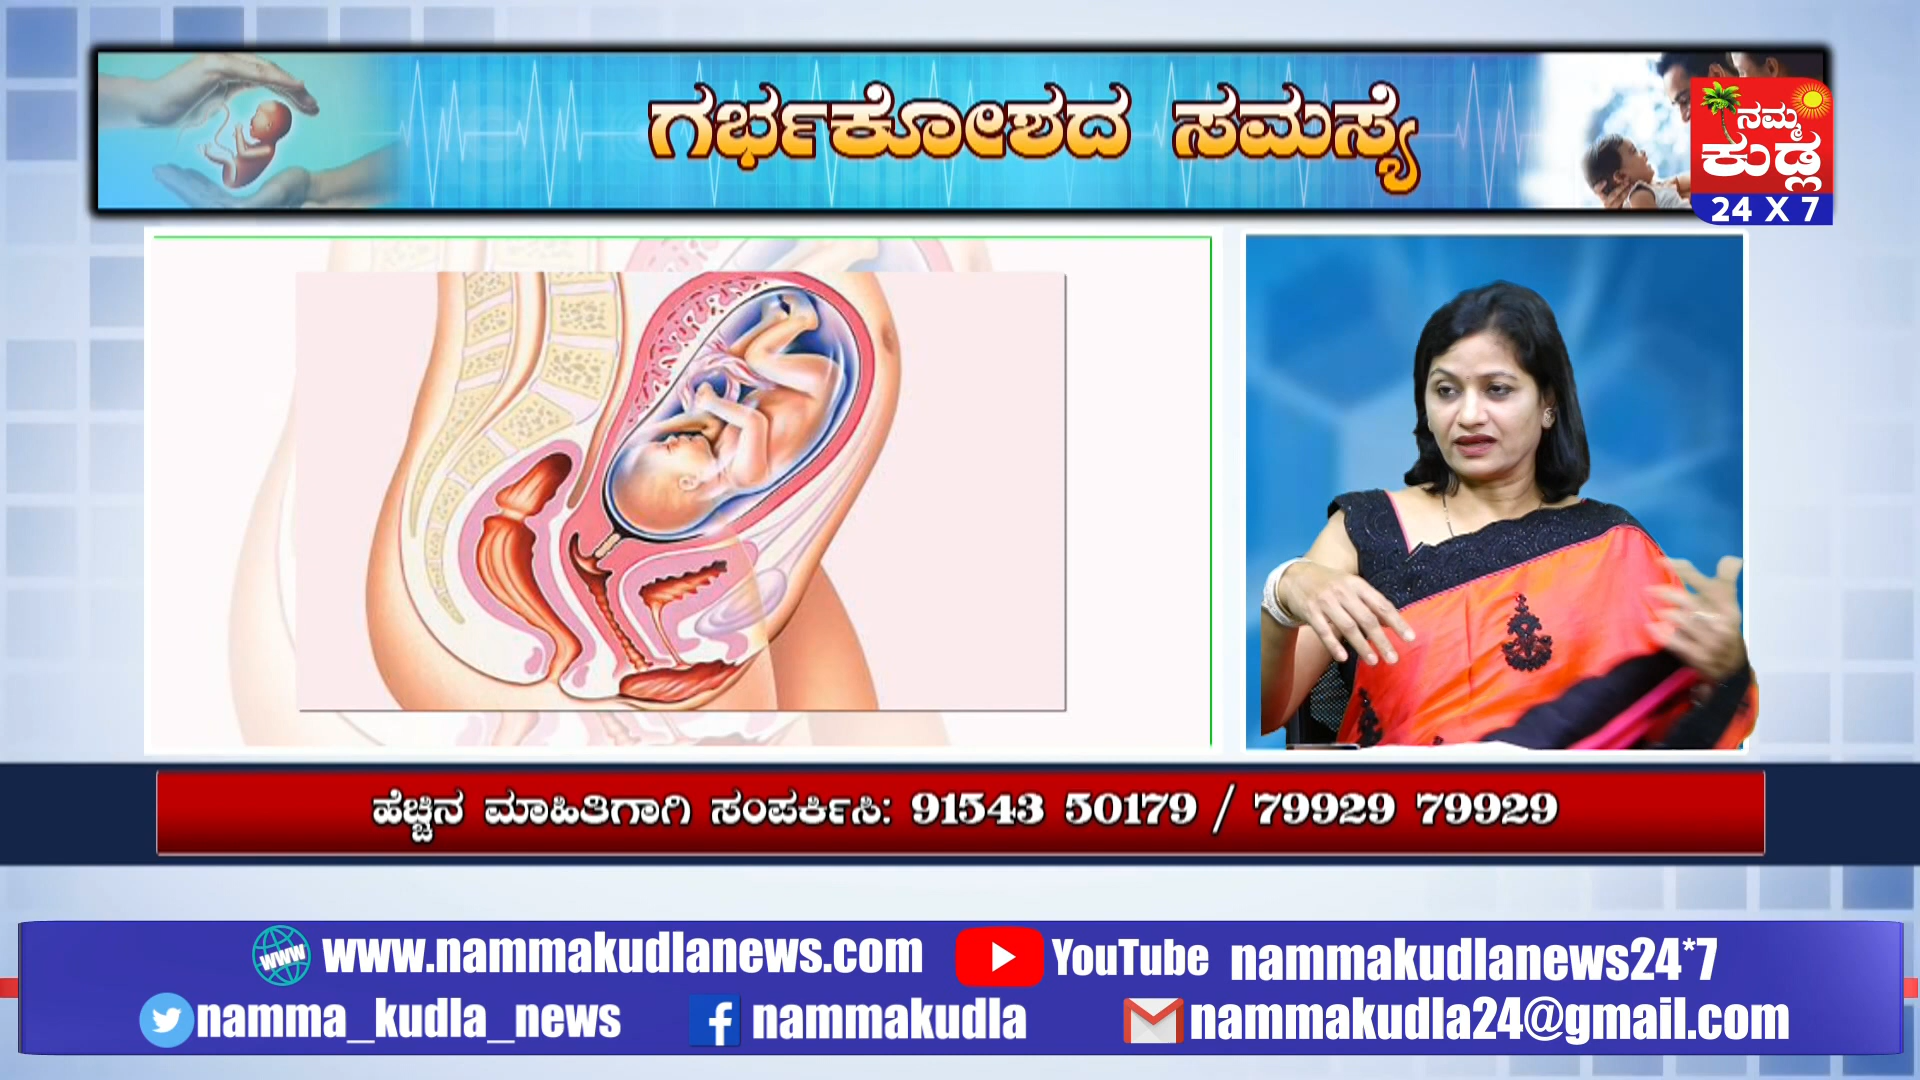 ಗರ್ಭಕೋಶದ ಸಮಸ್ಯೆ
ನಮ್ಮ
ಕುಡ್ಲ
24 X 7
ಹೆಚ್ಚಿನ ಮಾಹಿತಿಗಾಗಿ ಸಂಪರ್ಕಿಸಿ: 91543 50179 / 79929 79929
www www.nammakudlanews.com YouTube nammakudlanews24*7
namma_kudla_news f nammakudla nammakudla24@gmail.com